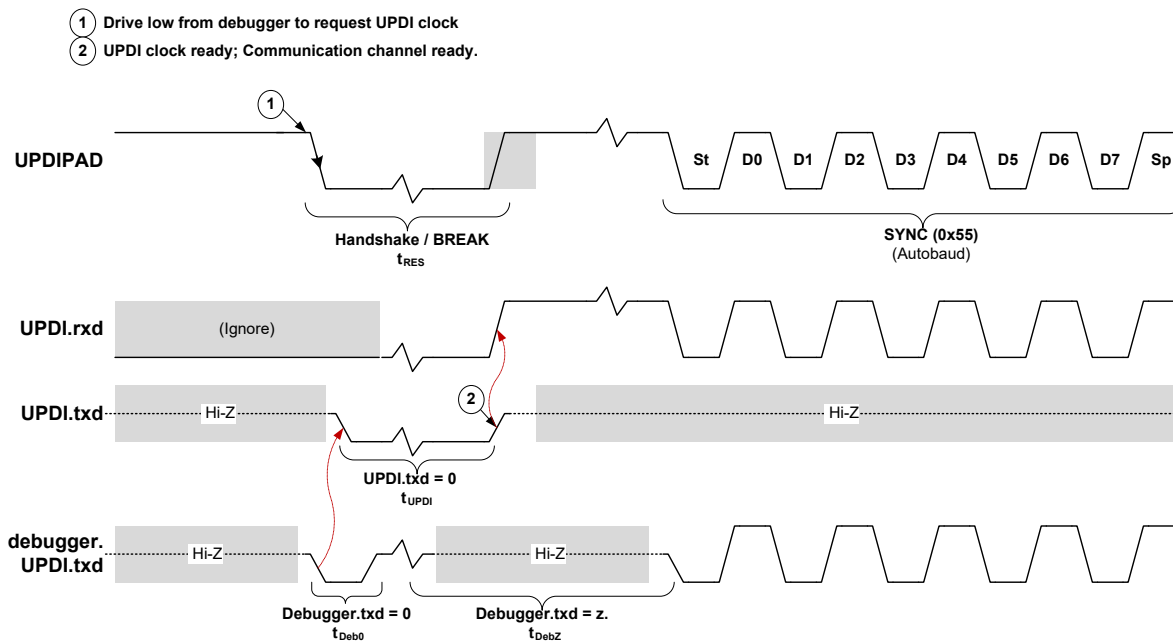 1 Drive low from debugger to request UPDI clock
2 UPDI clock ready; Communication channel ready.
1
UPDIPAD
St D0 D1 D2 D3 D4 D5 D6 D7 Sp
Handshake / BREAK
tRES
SYNC (0x55)
(Autobaud)
UPDI.rxd
(Ignore)
2
UPDI.txd
Hi-Z
Hi-Z
UPDI.txd = 0
tUPDI
debugger.
UPDI.txd
Hi-Z
Hi-Z
Debugger.txd = 0
tDeb0
Debugger.txd = z.
tDebZ